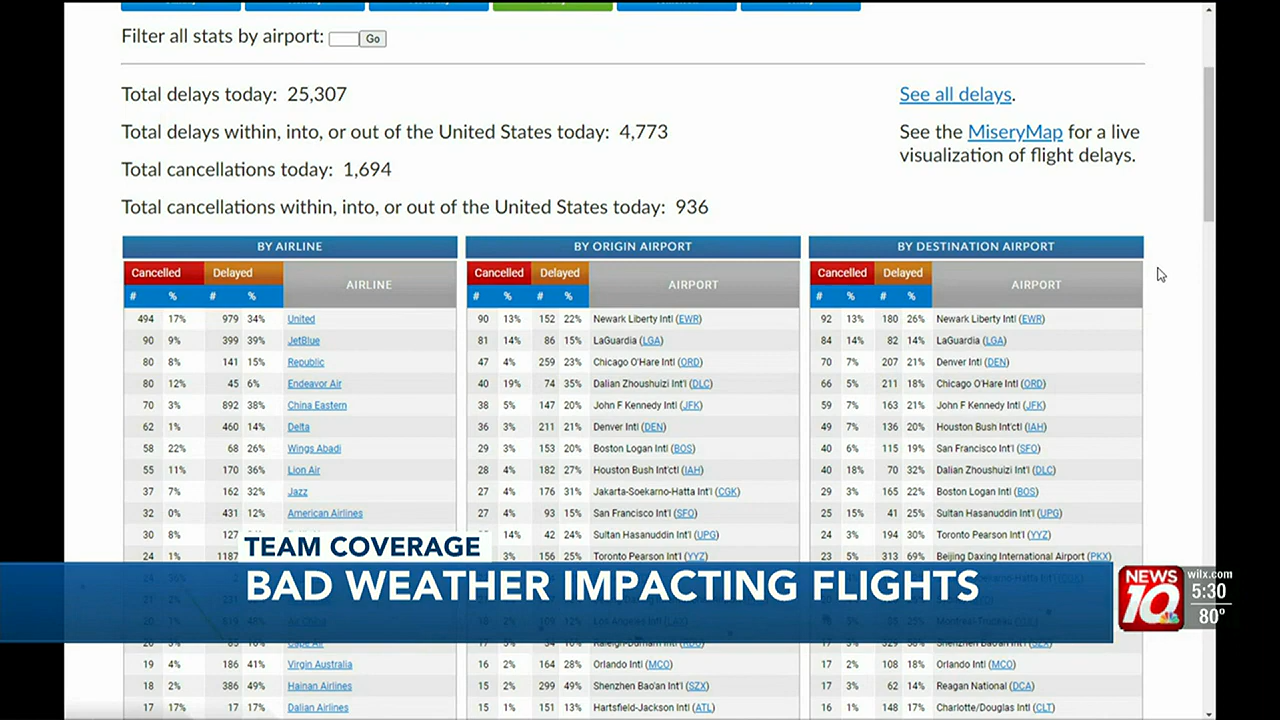 Filter all stats by airport: Go
Total delays today: 25,307
See all delays.
Total delays within, into, or out of the United States today: 4,773
See the MiseryMap for a live
visualization of flight delays.
Total cancellations today: 1,694
Total cancellations within, into, or out of the United States today: 936
BY AIRLINE BY ORIGIN AIRPORT BY DESTINATION AIRPORT
Cancelled Delayed AIRLINE Cancelled Delayed AIRPORT Cancelled Delayed AIRPORT
# % # % # % # % # % # %
494 17% 979 34% United 90 13% 152 22% Newark Liberty Intl (EWR) 92 13% 180 26% Newark Liberty Intl (EWR)
90 9% 399 39% JetBlue 81 14% 86 15% LaGuardia (LGA) 84 14% 82 14% LaGuardia (LGA)
80 8% 141 15% Republic 47 4% 259 23% Chicago O'Hare Intl (ORD) 70 7% 207 21% Denver Intl (DEN)
80 12% 45 6% Endeavor Air 40 19% 74 35% Dalian Zhoushuizi Int'l (DLC) 66 5% 211 18% Chicago O'Hare Intl (ORD)
70 3% 892 38% China Eastern 38 5% 147 20% John F Kennedy Intl (JFK) 59 7% 163 21% John F Kennedy Intl (JFK)
62 1% 460 14% Delta 36 3% 211 21% Denver Intl (DEN) 49 7% 136 20% Houston Bush Int'ctl (IAH)
58 22% 68 26% Wings Abadi 29 3% 153 20% Boston Logan Intl (BOS) 40 6% 115 19% San Francisco Int'l (SFO)
55 11% 170 36% Lion Air 28 4% 182 27% Houston Bush Int'ctl (IAH) 40 18% 70 32% Dalian Zhoushuizi Int'l (DLC)
37 7% 162 32% Jazz 27 4% 176 31% Jakarta-Soekarno-Hatta Int'l (CGK) 29 3% 165 22% Boston Logan Intl (BOS)
32 0% 431 12% American Airlines 27 4% 93 15% San Francisco Int'l (SFO) 25 15% 41 25% Sultan Hasanuddin Int'l (UPG)
30 8% 127 14% 42 24% Sultan Hasanuddin Int'l (UPG) 24 3% 194 30% Toronto Pearson Int'l (YYZ)
24 1% 1187 3% 156 25% Toronto Pearson Int'l (YYZ) 23 5% 313 69% Beijing Daxing International Airport (PKX)
TEAM COVERAGE
BAD WEATHER IMPACTING FLIGHTS
NEWS
10
wilx.com
5:30
80°
19 4% 186 41% Virgin Australia 16 2% 164 28% Orlando Intl (MCO) 17 2% 108 18% Orlando Intl (MCO)
18 2% 386 49% Hainan Airlines 15 2% 299 49% Shenzhen Bao'an Int'l (SZX) 17 3% 62 14% Reagan National (DCA)
17 17% 17 17% Dalian Airlines 15 1% 151 13% Hartsfield-Jackson Intl (ATL) 16 1% 148 17% Charlotte/Douglas Intl (CLT)